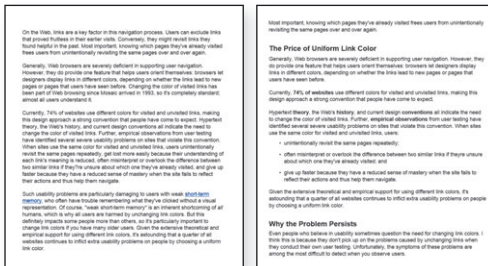 On the Web, links are a key factor in this navigation process. Users can exclude links
that proved fruitless in their earlier visits. Conversely, they might revisit links they
found helpful in the past. Most important, knowing which pages they've already visited
frees users from unintentionally revisiting the same pages over and over again.
Generally, Web browsers are severely deficient in supporting user navigation.
However, they do provide one feature that helps users orient themselves: browsers let
designers display links in different colors, depending on whether the links lead to new
pages or pages that users have seen before. Changing the color of visited links has
been part of Web browsing since Mosaic arrived in 1993, so it's completely standard;
almost all users understand it.
Currently, 74% of websites use different colors for visited and unvisited links, making
this design approach a strong convention that people have come to expect. Hypertext
theory, the Web's history, and current design conventions all indicate the need to
change the color of visited links. Further, empirical observations from user testing
have identified several severe usability problems on sites that violate this convention.
When sites use the same color for visited and unvisited links, users unintentionally
revisit the same pages repeatedly, get lost more easily because their understanding of
each link's meaning is reduced, often misinterpret or overlook the difference between
two similar links if they're unsure about which one they've already visited, and give up
faster because they have a reduced sense of mastery when the site fails to reflect
their actions and thus help them navigate.
Such usability problems are particularly damaging to users with weak short-term
memory, who often have trouble remembering what they've clicked without a visual
representation. Of course, "weak short-term memory" is an inherent shortcoming of all
humans, which is why all users are harmed by unchanging link colors. But this
definitely impacts some people more than others, so it's particularly important to
change link colors if you have many older users. Given the extensive theoretical and
empirical support for using different link colors, it's astounding that a quarter of all
websites continues to inflict extra usability problems on people by choosing a uniform
link color.
Most important, knowing which pages they've already visited frees users from unintentionally
revisiting the same pages over and over again.
The Price of Uniform Link Color
Generally, Web browsers are severely deficient in supporting user navigation. However, they
do provide one feature that helps users orient themselves: browsers let designers display
links in different colors, depending on whether the links lead to new pages or pages that
users have seen before.
Currently, 74% of websites use different colors for visited and unvisited links, making this
design approach a strong convention that people have come to expect.
Hypertext theory, the Web's history, and current design conventions all indicate the need
to change the color of visited links. Further, empirical observations from user testing have
identified several severe usability problems on sites that violate this convention. When sites
use the same color for visited and unvisited links, users:
· unintentionally revisit the same pages repeatedly;
· often misinterpret or overlook the difference between two similar links if they're unsure
about which one they've already visited; and
· give up faster because they have a reduced sense of mastery when the site fails to
reflect their actions and thus help them navigate.
Given the extensive theoretical and empirical support for using different link colors, it's
astounding that a quarter of all websites continues to inflict extra usability problems on people
by choosing a uniform link color.
Why the Problem Persists
Even people who believe in usability sometimes question the need for changing link colors. I
think this is because they don't pick up on the problems caused by unchanging links when
they conduct their own user testing. Unfortunately, the symptoms of these problems are
among the most difficult to detect when you observe users.